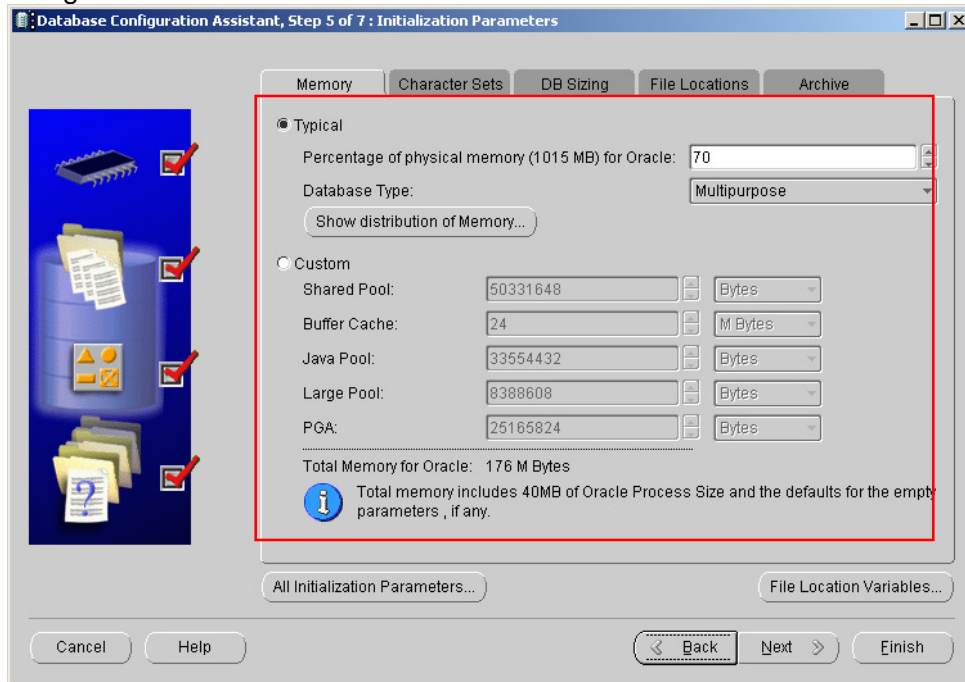 Database Configuration Assistant, Step 5 of 7 : Initialization Parameters
Memory Character Sets DB Sizing File Locations Archive
Typical
Percentage of physical memory (1015 MB) for Oracle: 70
Database Type: Multipurpose
Show distribution of Memory...
Custom
Shared Pool: 50331648 Bytes
Buffer Cache: 24 M Bytes
Java Pool: 33554432 Bytes
Large Pool: 8388608 Bytes
PGA: 25165824 Bytes
Total Memory for Oracle: 176 M Bytes
Total memory includes 40MB of Oracle Process Size and the defaults for the empty
parameters , if any.
All Initialization Parameters... File Location Variables...
Cancel Help Back Next Finish